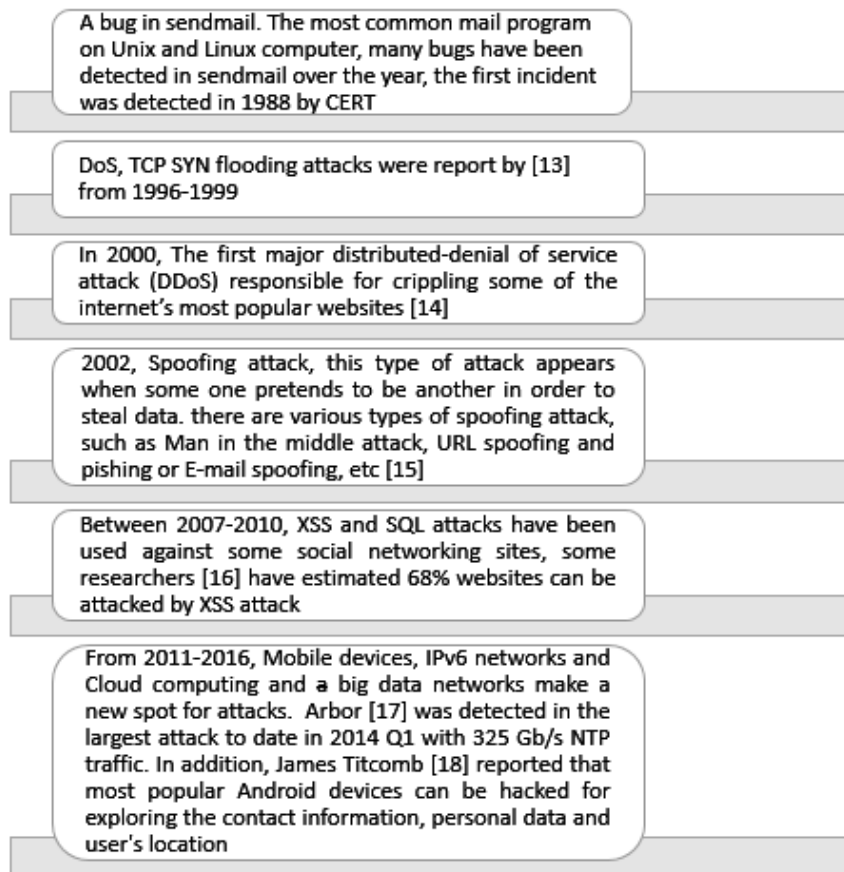 A bug in sendmail. The most common mail program
on Unix and Linux computer, many bugs have been
detected in sendmail over the year, the first incident
was detected in 1988 by CERT
DoS, TCP SYN flooding attacks were report by [13]
from 1996-1999
In 2000, The first major distributed-denial of service
attack (DDoS) responsible for crippling some of the
internet's most popular websites [14]
2002, Spoofing attack, this type of attack appears
when some one pretends to be another in order to
steal data. there are various types of spoofing attack,
such as Man in the middle attack, URL spoofing and
pishing or E-mail spoofing, etc [15]
Between 2007-2010, XSS and SQL attacks have been
used against some social networking sites, some
researchers [16] have estimated 68% websites can be
attacked by XSS attack
From 2011-2016, Mobile devices, IPv6 networks and
Cloud computing and a big data networks make a
new spot for attacks. Arbor [17] was detected in the
largest attack to date in 2014 Q1 with 325 Gb/s NTP
traffic. In addition, James Titcomb [18] reported that
most popular Android devices can be hacked for
exploring the contact information, personal data and
user's location